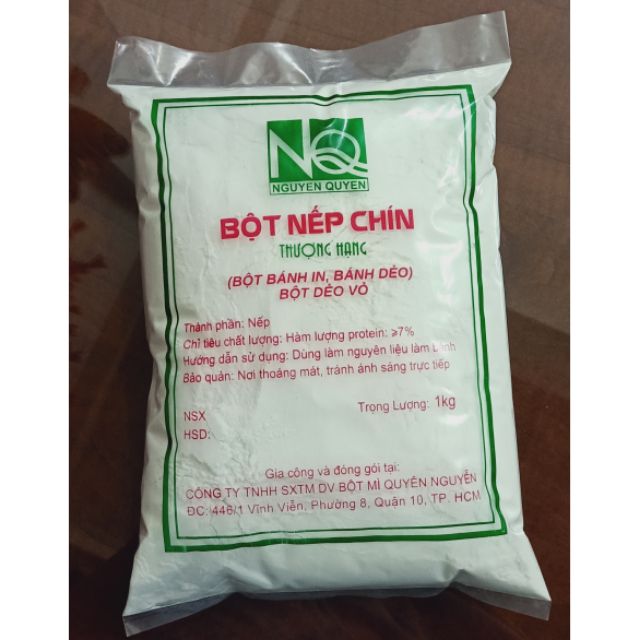 NQ
NGUYEN QUYEN
BỘT NẾP CHÍN
THƯỢNG HẠNG
(BỘT BÁNH IN, BÁNH DẺO)
BỘT DẺO VỎ
Thành phần: Nếp
Chỉ tiêu chất lượng: Hàm lượng protein: ≥7%
Hướng dẫn sử dụng: Dùng làm nguyên liệu làm bánh
Bảo quản: Nơi thoáng mát, tránh ánh sáng trực tiếp
NSX Trọng Lượng: 1kg
HSD:
Gia công và đóng gói tại:
CÔNG TY TNHH SXTM DV BỘT MÌ QUYÊN NGUYỄN
ĐC: 446/1 Vĩnh Viễn, Phường 8, Quận 10, TP. HCM